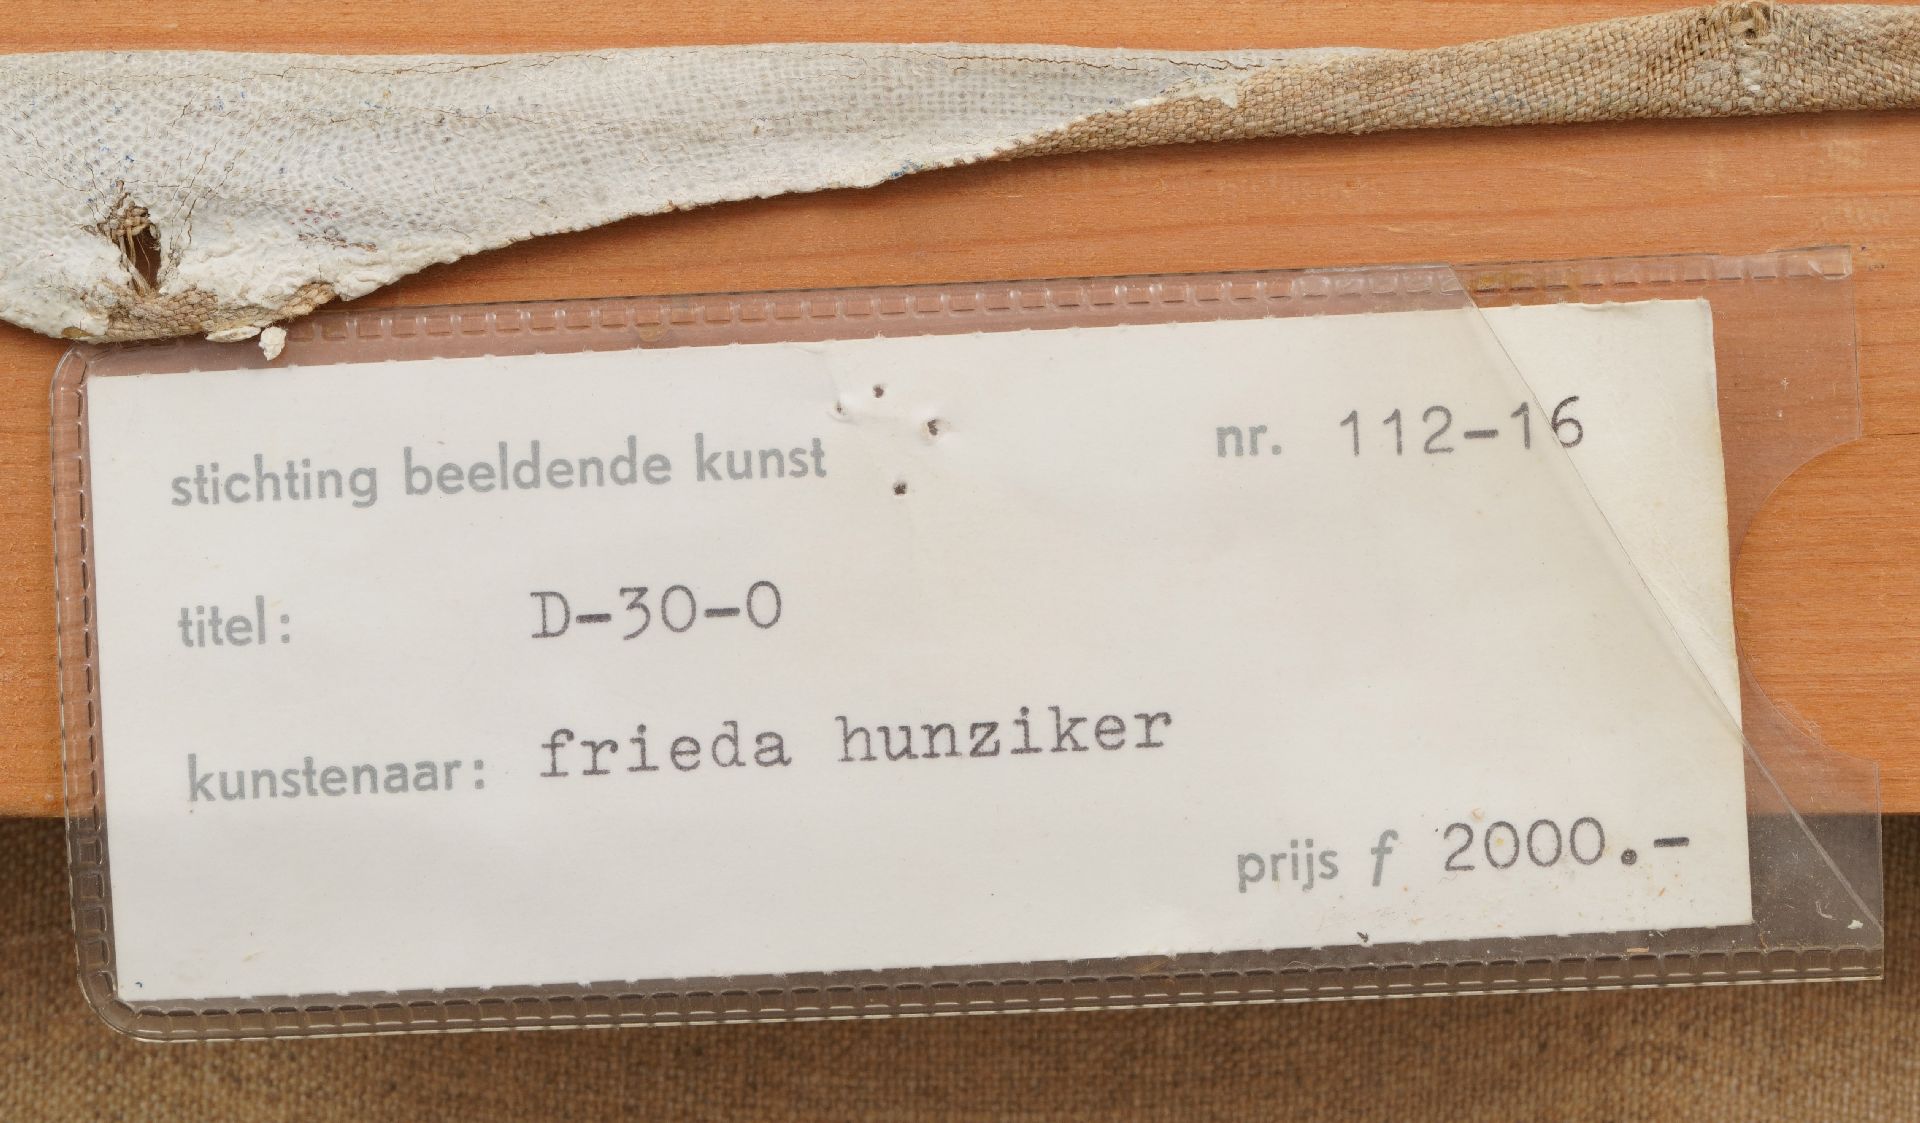 stichting beeldende kunst nr. 112-16
titel: D-30-0
kunstenaar: frieda hunziker
prijs f 2000.-